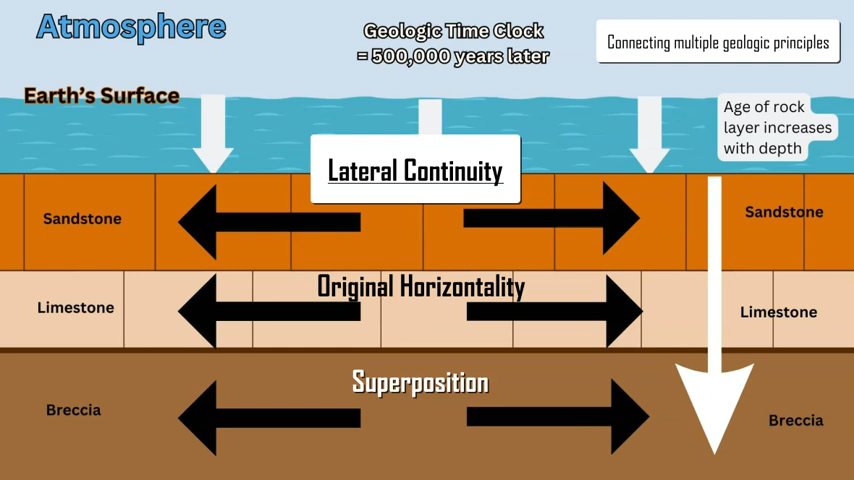 Atmosphere
Geologic Time Clock
= 500,000 years later
Connecting multiple geologic principles
Earth's Surface
Age of rock
layer increases
with depth
Lateral Continuity
Sandstone
Sandstone
Original Horizontality
Limestone
Limestone
Superposition
Breccia
Breccia